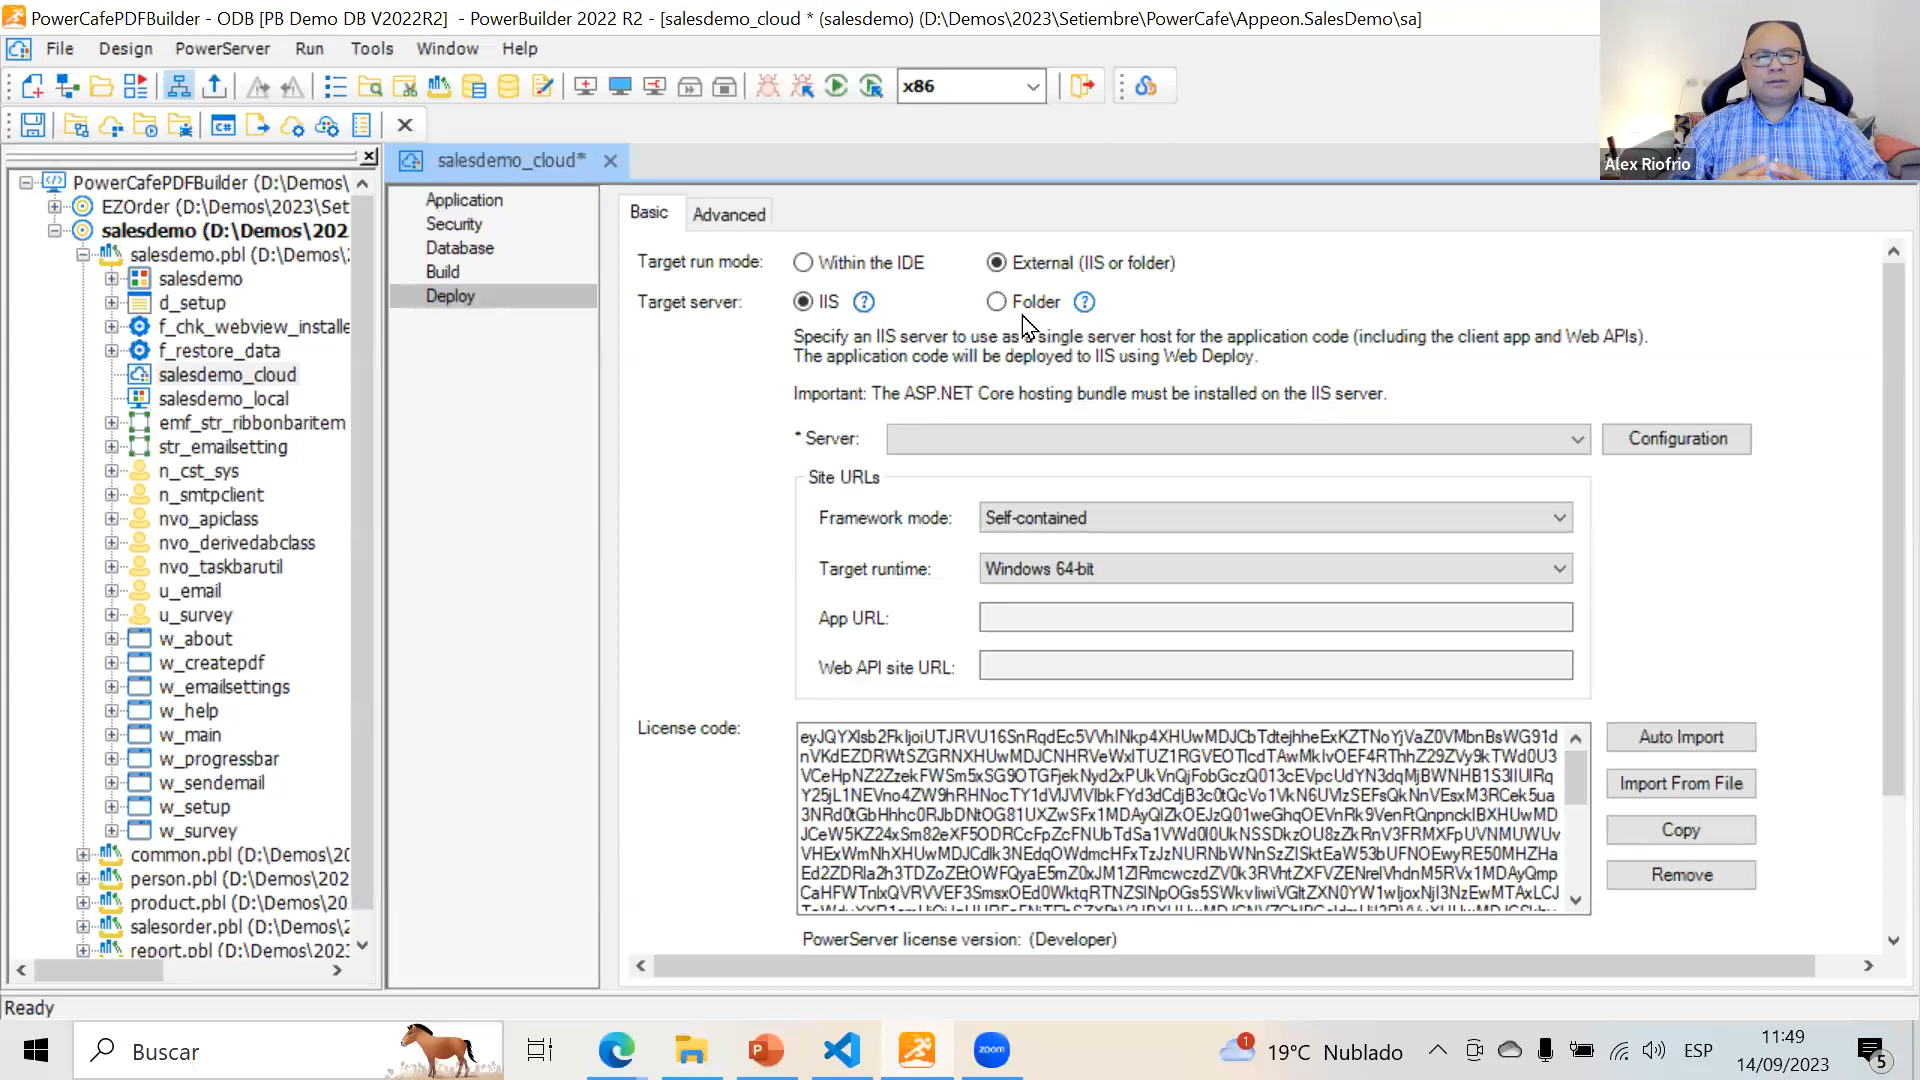 PowerCafePDFBuilder - ODB [PB Demo DB V2022R2] - PowerBuilder 2022 R2 - [salesdemo_cloud * (salesdemo) (D:\Demos\2023\Setiembre\PowerCafe\Appeon.SalesDemo\sa]
File Design PowerServer Run Tools Window Help
x86
Alex Riofrio
salesdemo_cloud*
PowerCafePDFBuilder (D:\Demos\
EZOrder (D:\Demos\2023\Set
salesdemo (D:\Demos\202
salesdemo.pbl (D:\Demos\
salesdemo
d_setup
f_chk_webview_installe
f_restore_data
salesdemo_cloud
salesdemo_local
emf_str_ribbonbaritem
str_emailsetting
n_cst_sys
n_smtpclient
nvo_apiclass
nvo_derivedabclass
nvo_taskbarutil
u_email
u_survey
w_about
w_createpdf
w_emailsettings
w_help
w_main
w_progressbar
w_sendemail
w_setup
w_survey
common.pbl (D:\Demos\20
person.pbl (D:\Demos\202
product.pbl (D:\Demos\20
salesorder.pbl (D:\Demos\2
report.pbl (D:\Demos\202
Application
Security
Database
Build
Deploy
Basic Advanced
Target run mode: Within the IDE External (IIS or folder)
Target server: IIS ? Folder ?
Specify an IIS server to use as a single server host for the application code (including the client app and Web APIs).
The application code will be deployed to IIS using Web Deploy.
Important: The ASP.NET Core hosting bundle must be installed on the IIS server.
* Server: Configuration
Site URLs
Framework mode: Self-contained
Target runtime: Windows 64-bit
App URL:
Web API site URL:
License code:
Auto Import
Import From File
Copy
Remove
PowerServer license version: (Developer)
Ready
Buscar
zoom
1
19°C Nublado
ESP
11:49
14/09/2023
5